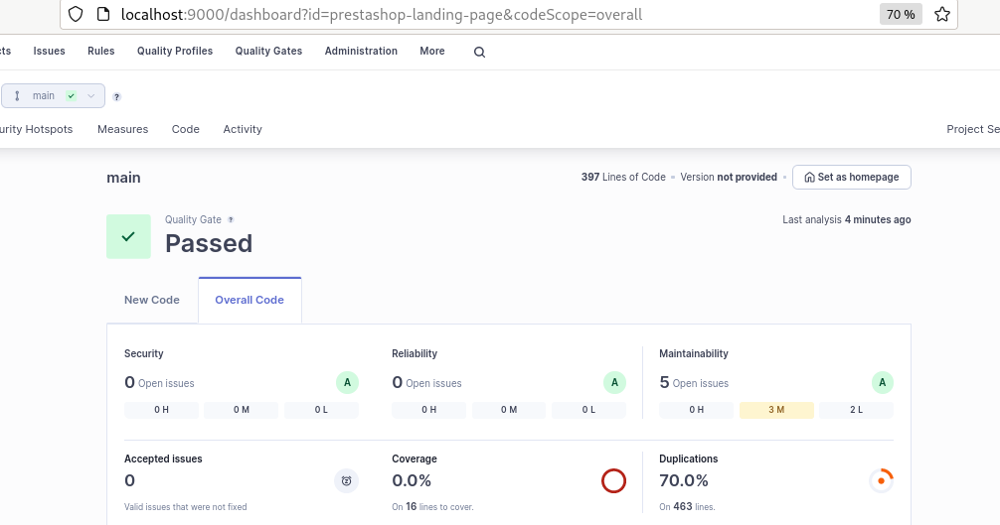 localhost:9000/dashboard?id=prestashop-landing-page&codeScope=overall 70 %
cts Issues Rules Quality Profiles Quality Gates Administration More
main ?
urity Hotspots Measures Code Activity Project Se
main 397 Lines of Code Version not provided Set as homepage
Quality Gate ? Last analysis 4 minutes ago
Passed
New Code Overall Code
Security Reliability Maintainability
0 Open issues A 0 Open issues A 5 Open issues A
0 H 0 M 0 L 0 H 0 M 0 L 0 H 3 M 2 L
Accepted issues Coverage Duplications
0 0.0% 70.0%
Valid issues that were not fixed On 16 lines to cover. On 463 lines.